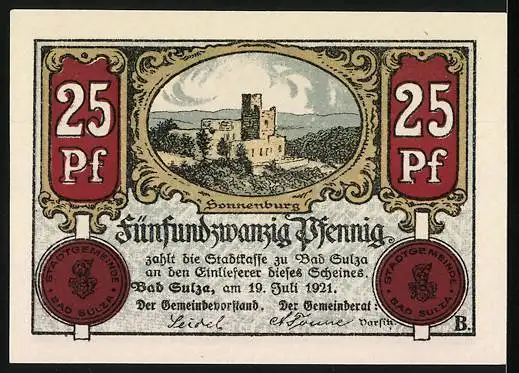 25
Pf
25
Pf
Sonnenburg
Fünfundzwanzig Pfennig
zahlt die Stadtkasse zu Bad Sulza
an den Einlieferer dieses Scheines.
Bad Sulza, am 19. Juli 1921.
Der Gemeindevorstand. Der Gemeinderat:
Seidel
Vorsitz.
B.
STADTGEMEINDE
BAD SULZA
STADTGEMEINDE
BAD SULZA